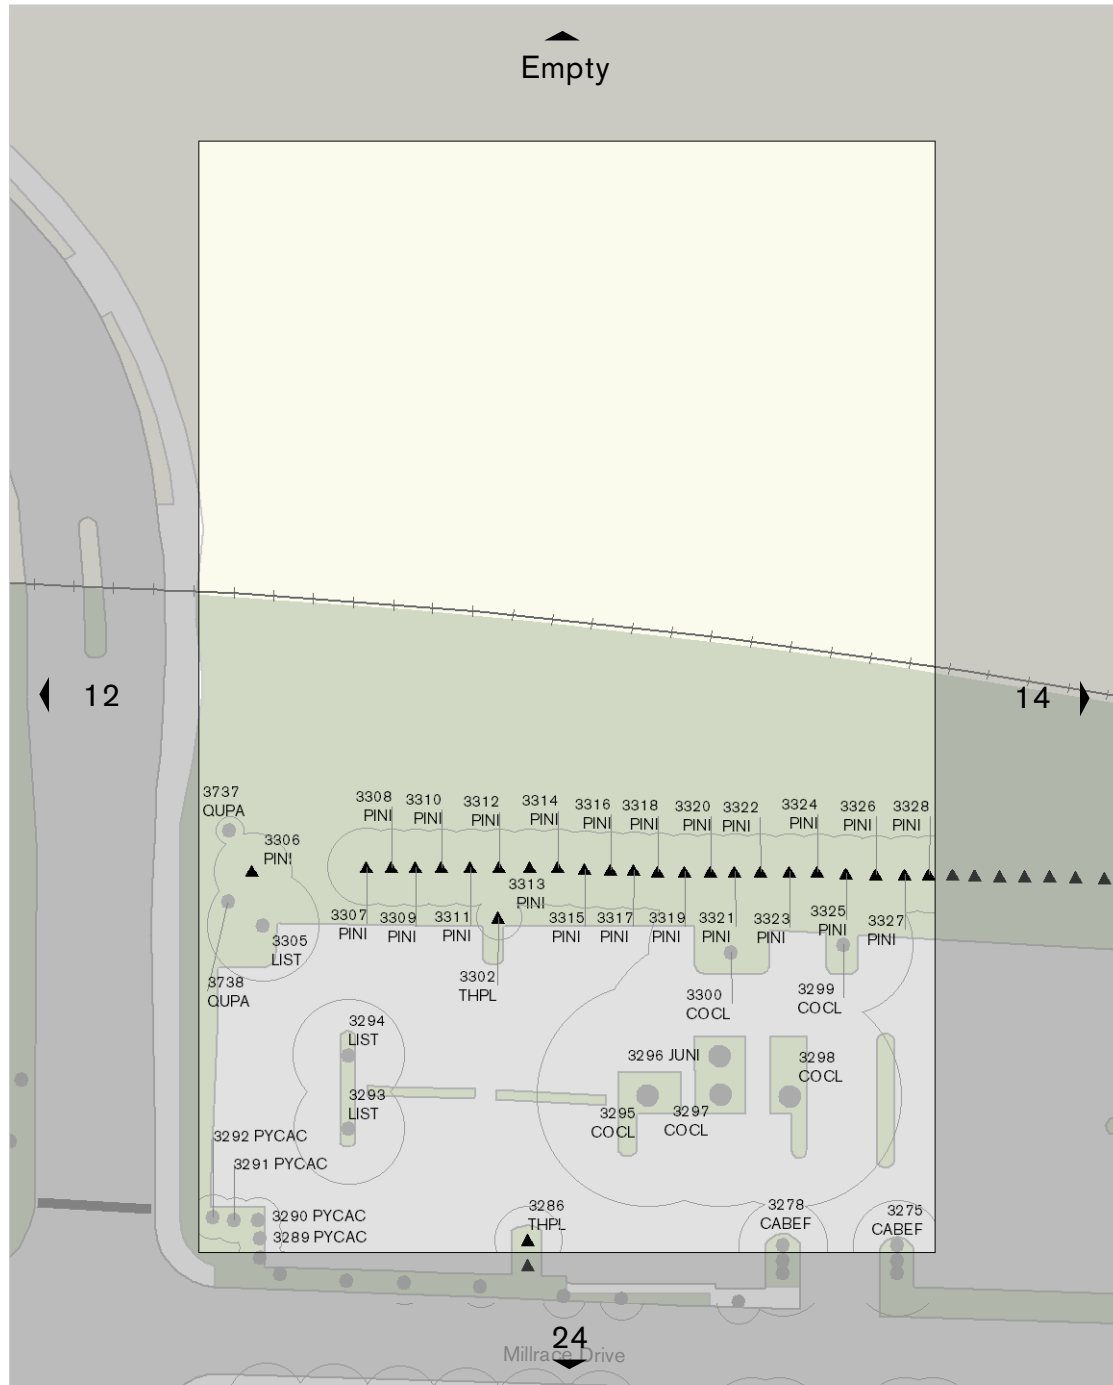 Empty
12
14
3737
QUPA
3306
PINI
3308
PINI
3310
PINI
3312
PINI
3314
PINI
3316
PINI
3318
PINI
3320
PINI
3322
PINI
3324
PINI
3326
PINI
3328
PINI
3313
PINI
3307
PINI
3309
PINI
3311
PINI
3315
PINI
3317
PINI
3319
PINI
3321
PINI
3323
PINI
3325
PINI
3327
PINI
3305
LIST
3738
QUPA
3302
THPL
3300
COCL
3299
COCL
3294
LIST
3296 JUNI
3298
COCL
3293
LIST
3295
COCL
3297
COCL
3292 PYCAC
3291 PYCAC
3290 PYCAC
3289 PYCAC
3286
THPL
3278
CABEF
3275
CABEF
24
Millrace Drive